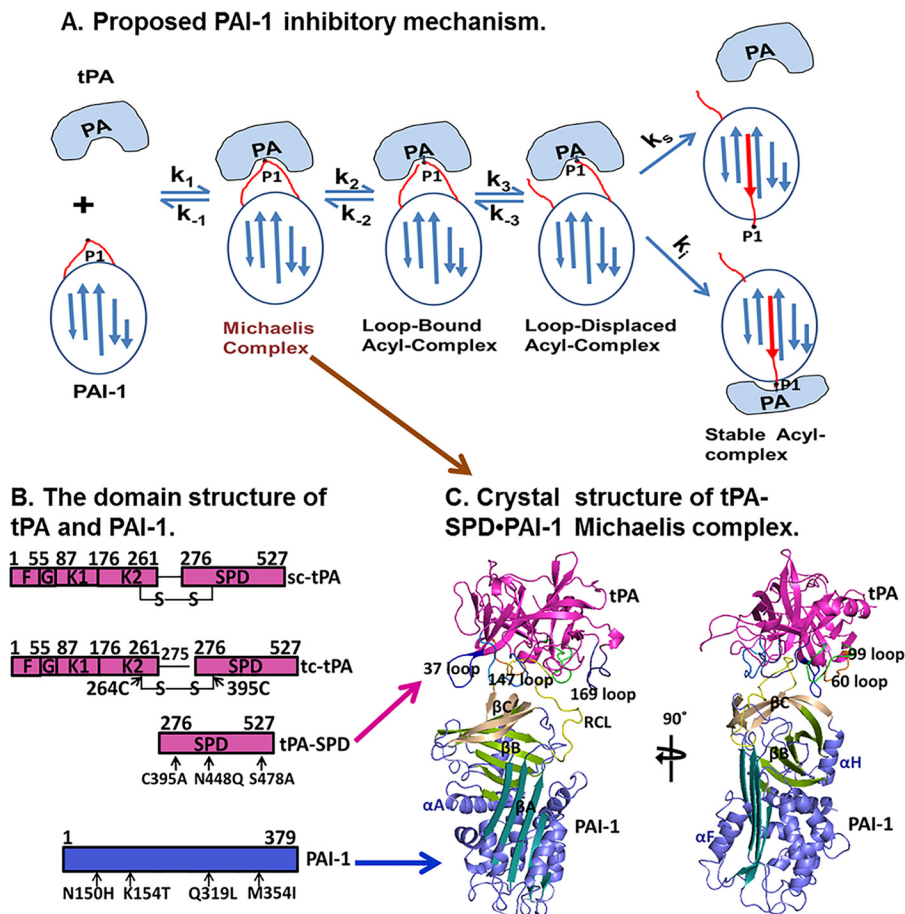 A. Proposed PAI-1 inhibitory mechanism.
tPA
PA
+
P1
PAI-1
k1
k-1
PA
P1
Michaelis
Complex
k2
k-2
PA
P1
Loop-Bound
Acyl-Complex
k3
k-3
PA
P1
Loop-Displaced
Acyl-Complex
ks
ki
PA
P1
P1
PA
Stable Acyl-
complex
B. The domain structure of
tPA and PAI-1.
1 55 87 176 261 276 527
F G K1 K2 SPD sc-tPA
S S
1 55 87 176 261 275 276 527
F G K1 K2 SPD tc-tPA
264C S S 395C
276 527
SPD tPA-SPD
C395A N448Q S478A
1 379
PAI-1
N150H K154T Q319L M354I
C. Crystal structure of tPA-
SPD•PAI-1 Michaelis complex.
tPA
37 loop
147 loop
169 loop
βC
RCL
βB
αA
βA
PAI-1
90°
tPA
99 loop
60 loop
βC
βB
αH
αF
PAI-1